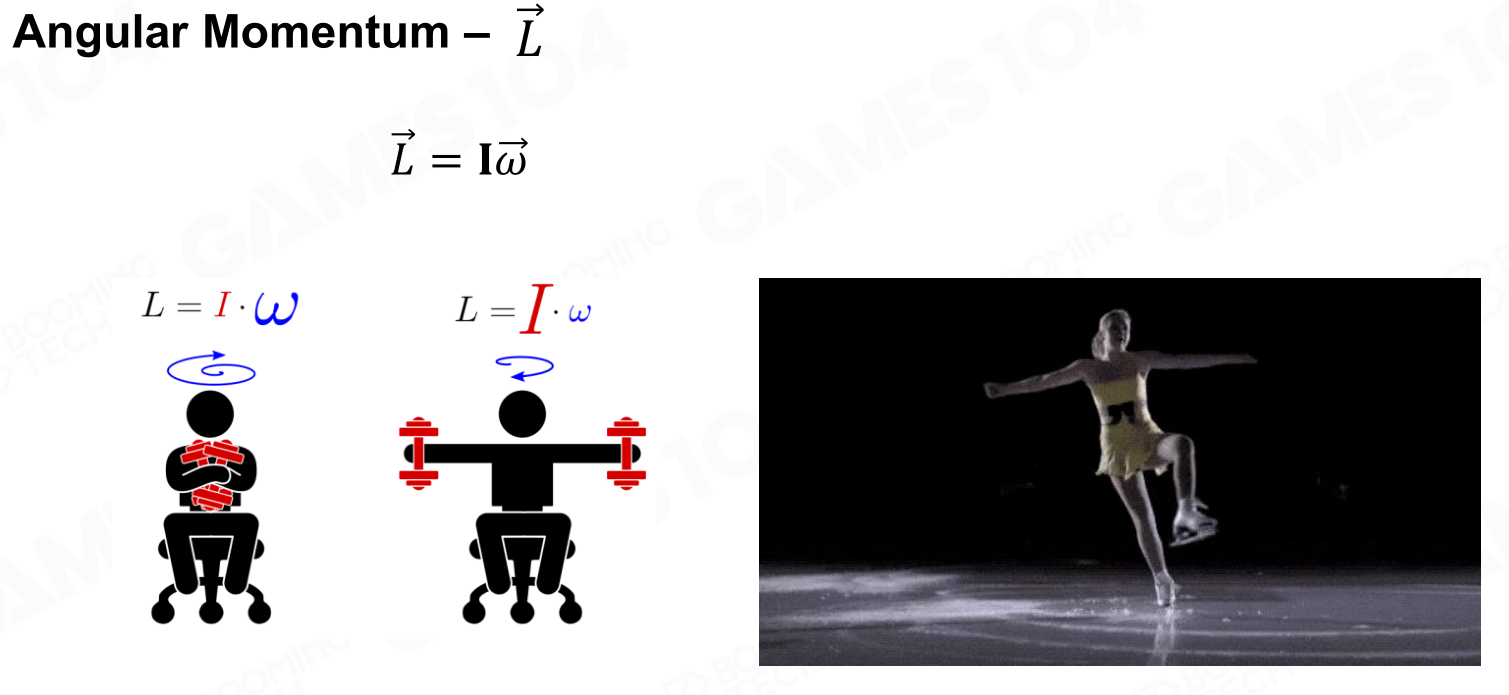 Angular Momentum – $\vec{L}$
$\vec{L} = \mathbf{I}\vec{\omega}$
$L = I \cdot \omega$
$L = I \cdot \omega$
GAMES104
BOOMING
TECH